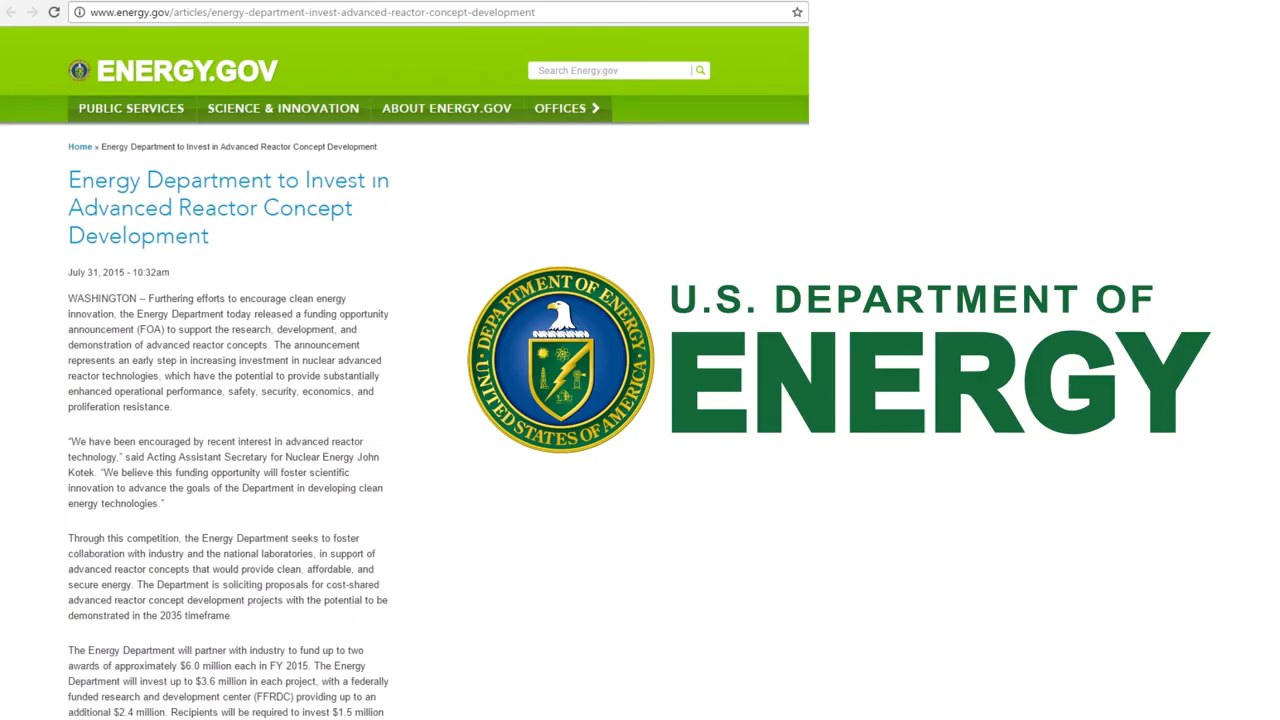 www.energy.gov/articles/energy-department-invest-advanced-reactor-concept-development
ENERGY.GOV
Search Energy.gov
PUBLIC SERVICES SCIENCE & INNOVATION ABOUT ENERGY.GOV OFFICES
Home » Energy Department to Invest in Advanced Reactor Concept Development
Energy Department to Invest in
Advanced Reactor Concept
Development
July 31, 2015 - 10:32am
WASHINGTON – Furthering efforts to encourage clean energy
innovation, the Energy Department today released a funding opportunity
announcement (FOA) to support the research, development, and
demonstration of advanced reactor concepts. The announcement
represents an early step in increasing investment in nuclear advanced
reactor technologies, which have the potential to provide substantially
enhanced operational performance, safety, security, economics, and
proliferation resistance.
“We have been encouraged by recent interest in advanced reactor
technology,” said Acting Assistant Secretary for Nuclear Energy John
Kotek. “We believe this funding opportunity will foster scientific
innovation to advance the goals of the Department in developing clean
energy technologies.”
Through this competition, the Energy Department seeks to foster
collaboration with industry and the national laboratories, in support of
advanced reactor concepts that would provide clean, affordable, and
secure energy. The Department is soliciting proposals for cost-shared
advanced reactor concept development projects with the potential to be
demonstrated in the 2035 timeframe.
The Energy Department will partner with industry to fund up to two
awards of approximately $6.0 million each in FY 2015. The Energy
Department will invest up to $3.6 million in each project, with a federally
funded research and development center (FFRDC) providing up to an
additional $2.4 million. Recipients will be required to invest $1.5 million
DEPARTMENT OF ENERGY
UNITED STATES OF AMERICA
U.S. DEPARTMENT OF
ENERGY